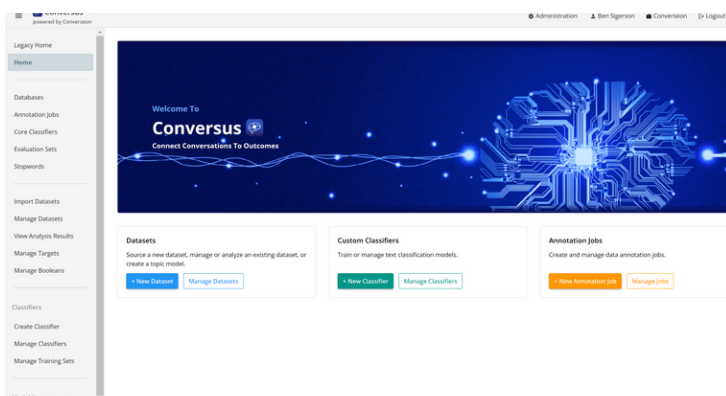 powered by Converseon
Administration
Ben Sigerson
Converseon
Logout
Legacy Home
Home
Databases
Annotation Jobs
Core Classifiers
Evaluation Sets
Stopwords
Import Datasets
Manage Datasets
View Analysis Results
Manage Targets
Manage Booleans
Classifiers
Create Classifier
Manage Classifiers
Manage Training Sets
Welcome To
Conversus
Connect Conversations To Outcomes
Datasets
Source a new dataset, manage or analyze an existing dataset, or
create a topic model.
+ New Dataset
Manage Datasets
Custom Classifiers
Train or manage text classification models.
+ New Classifier
Manage Classifiers
Annotation Jobs
Create and manage data annotation jobs.
+ New Annotation Job
Manage Jobs